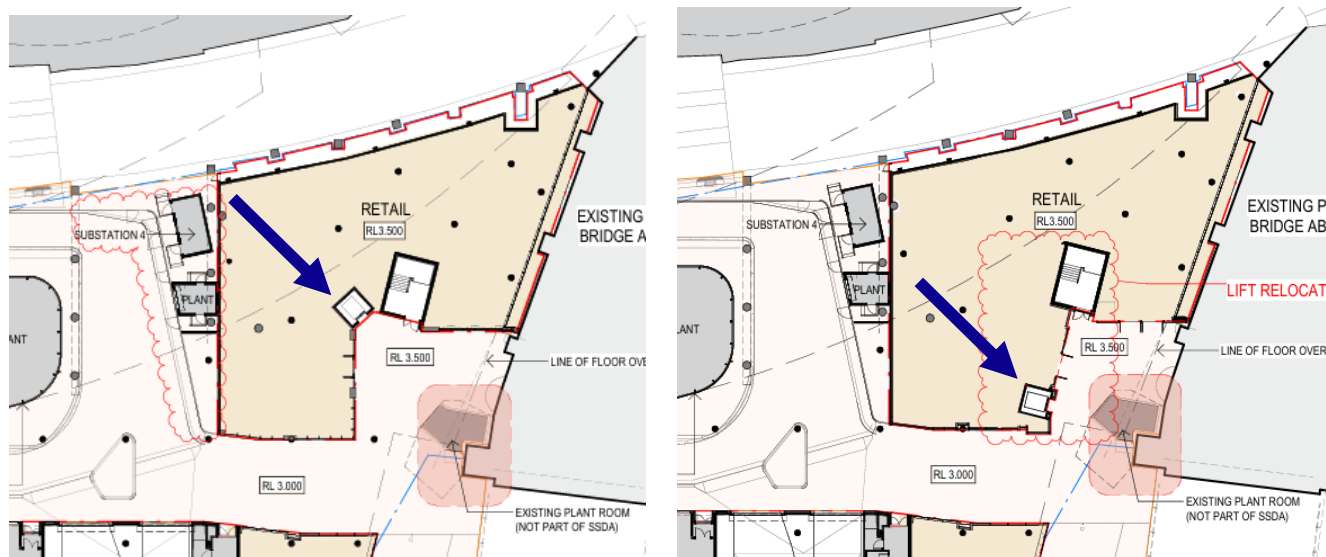 RETAIL
RL3.500
SUBSTATION 4
EXISTING
BRIDGE A
PLANT
ANT
RL 3.500
LINE OF FLOOR OVE
RL 3.000
EXISTING PLANT ROOM
(NOT PART OF SSDA)
RETAIL
RL3.500
SUBSTATION 4
EXISTING P
BRIDGE AB
PLANT
LIFT RELOCAT
ANT
RL 3.500
LINE OF FLOOR OVER
RL 3.000
EXISTING PLANT ROOM
(NOT PART OF SSDA)